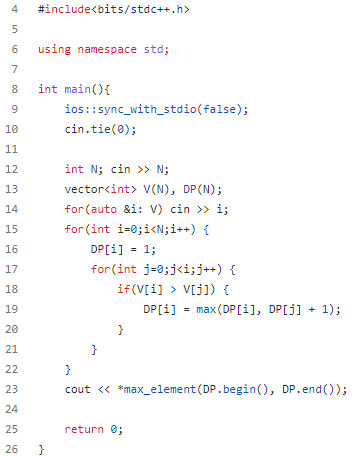 4 #include<bits/stdc++.h>
5
6 using namespace std;
7
8 int main(){
9     ios::sync_with_stdio(false);
10     cin.tie(0);
11
12     int N; cin >> N;
13     vector<int> V(N), DP(N);
14     for(auto &i: V) cin >> i;
15     for(int i=0;i<N;i++) {
16         DP[i] = 1;
17         for(int j=0;j<i;j++) {
18             if(V[i] > V[j]) {
19                 DP[i] = max(DP[i], DP[j] + 1);
20             }
21         }
22     }
23     cout << *max_element(DP.begin(), DP.end());
24
25     return 0;
26 }